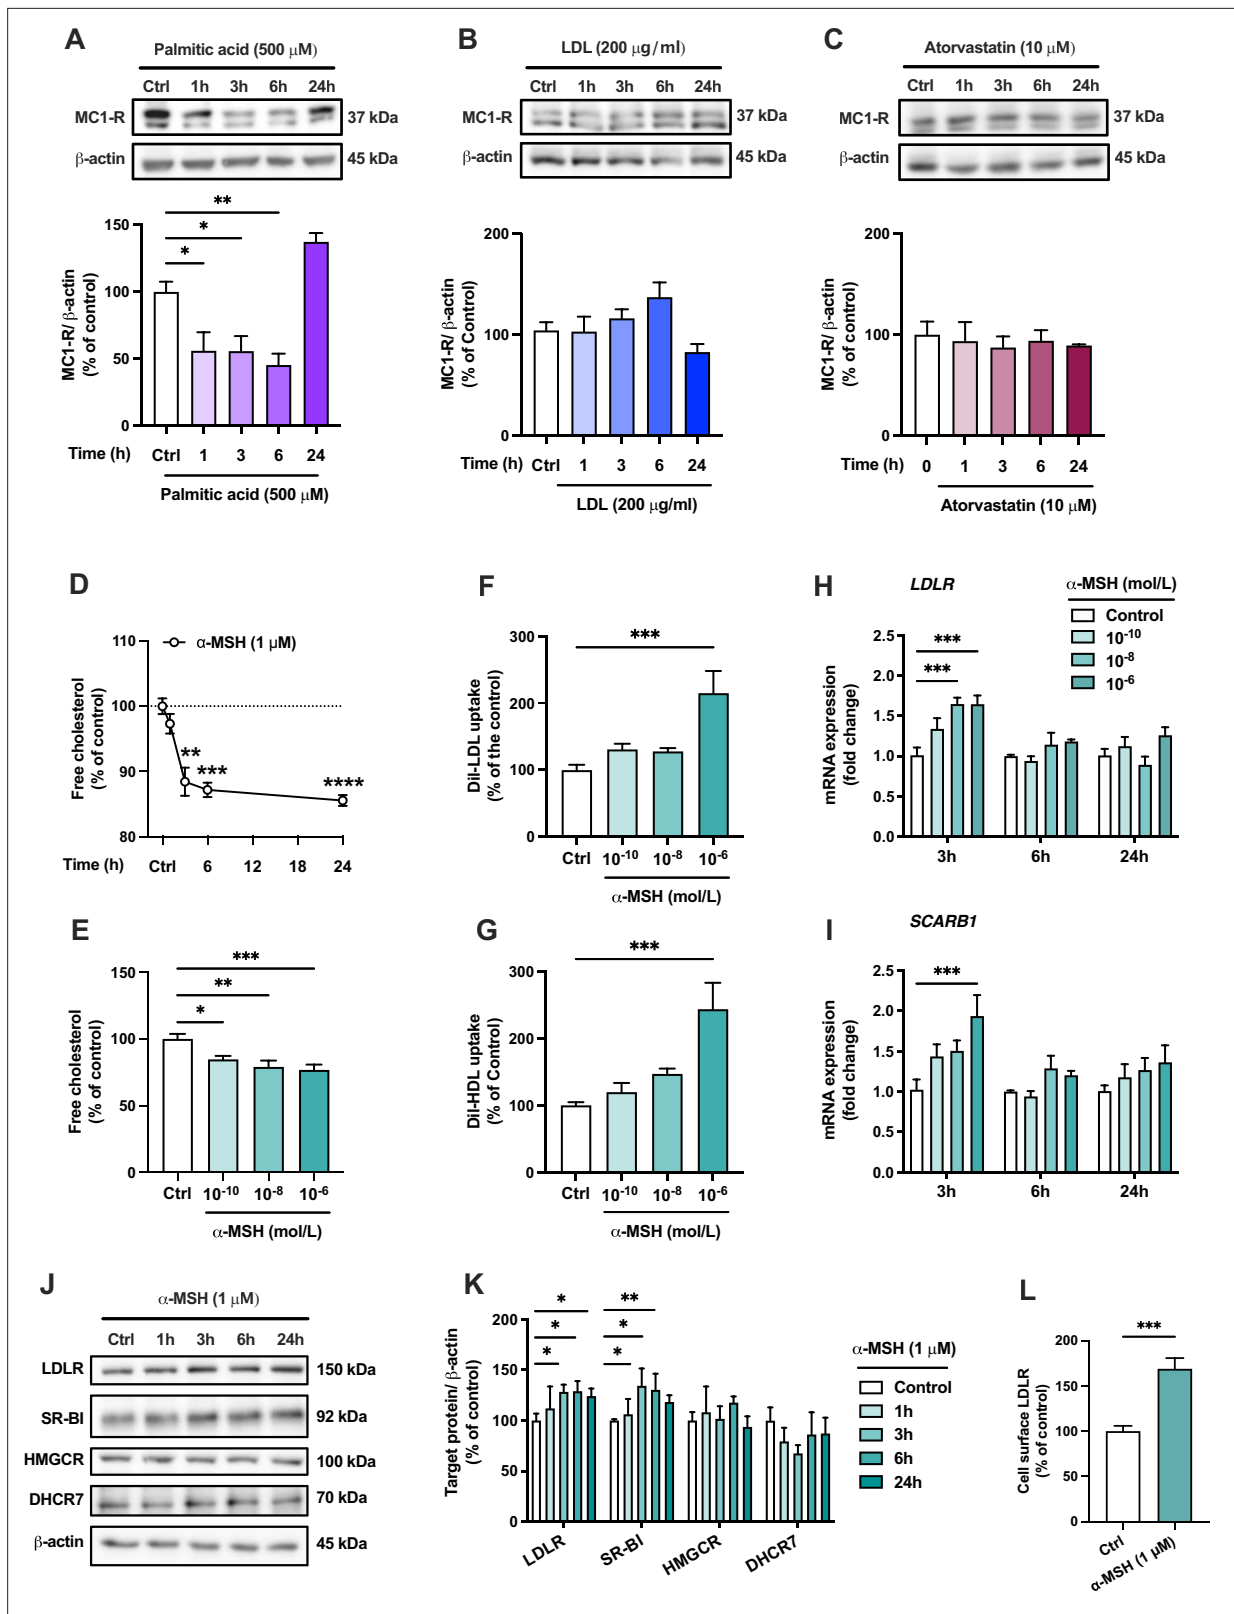 A
Palmitic acid (500 μM)
Ctrl 1h 3h 6h 24h
MC1-R 37 kDa
β-actin 45 kDa
** 
*
*
150
100
50
0
MC1-R/ β-actin
(% of control)
Time (h) Ctrl 1 3 6 24
Palmitic acid (500 μM)
B
LDL (200 μg/ml)
Ctrl 1h 3h 6h 24h
MC1-R 37 kDa
β-actin 45 kDa
200
100
0
MC1-R/ β-actin
(% of Control)
Time (h) Ctrl 1 3 6 24
LDL (200 μg/ml)
C
Atorvastatin (10 μM)
Ctrl 1h 3h 6h 24h
MC1-R 37 kDa
β-actin 45 kDa
200
100
0
MC1-R/ β-actin
(% of control)
Time (h) 0 1 3 6 24
Atorvastatin (10 μM)
D
α-MSH (1 μM)
110
100
90
80
Free cholesterol
(% of control)
** 
***
****
Time (h) Ctrl 6 12 18 24
E
***
**
*
150
100
50
0
Free cholesterol
(% of control)
Ctrl 10-10 10-8 10-6
α-MSH (mol/L)
F
***
300
200
100
0
Dil-LDL uptake
(% of the control)
Ctrl 10-10 10-8 10-6
α-MSH (mol/L)
G
***
300
200
100
0
Dil-HDL uptake
(% of Control)
Ctrl 10-10 10-8 10-6
α-MSH (mol/L)
H
LDLR
α-MSH (mol/L)
Control
10-10
10-8
10-6
***
***
2.5
2.0
1.5
1.0
0.5
0.0
mRNA expression
(fold change)
3h 6h 24h
I
SCARB1
***
2.5
2.0
1.5
1.0
0.5
0.0
mRNA expression
(fold change)
3h 6h 24h
J
α-MSH (1 μM)
Ctrl 1h 3h 6h 24h
LDLR 150 kDa
SR-BI 92 kDa
HMGCR 100 kDa
DHCR7 70 kDa
β-actin 45 kDa
K
* **
* *
* *
200
150
100
50
0
Target protein/ β-actin
(% of control)
LDLR SR-BI HMGCR DHCR7
α-MSH (1 μM)
Control
1h
3h
6h
24h
L
***
200
150
100
50
0
Cell surface LDLR
(% of control)
Ctrl
α-MSH (1 μM)